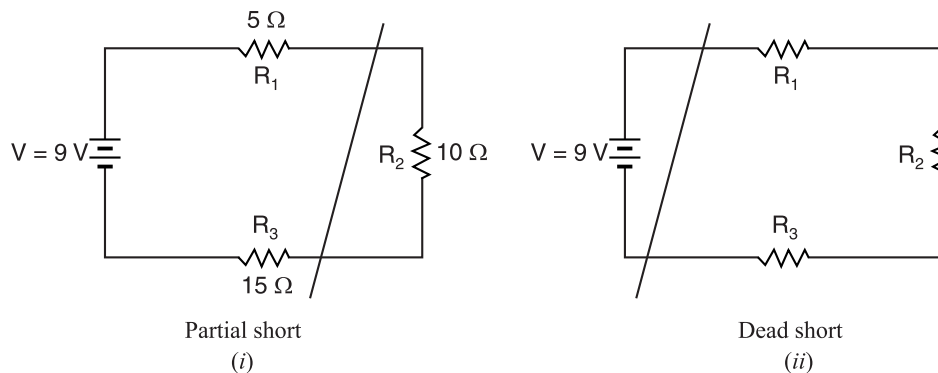 5 Ω
R1
V = 9 V
R2 10 Ω
R3
15 Ω
Partial short
(i)
R1
V = 9 V
R2
R3
Dead short
(ii)